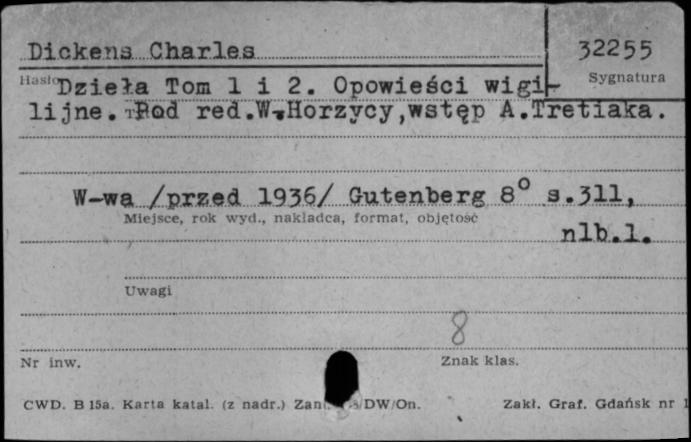 Dickens Charles
32255
Hasło
Sygnatura
Dzieła Tom 1 i 2. Opowieści wigi-
lijne. Pod red.W.Horzycy,wstęp A.Tretiaka.
W-wa /przed 1936/ Gutenberg 8° s.311,
Miejsce, rok wyd., nakładca, format, objętość
nlb.1.
Uwagi
8
Nr inw.
Znak klas.
CWD. B 15a. Karta katal. (z nadr.) DW/On. Zakł. Graf. Gdańsk nr 1